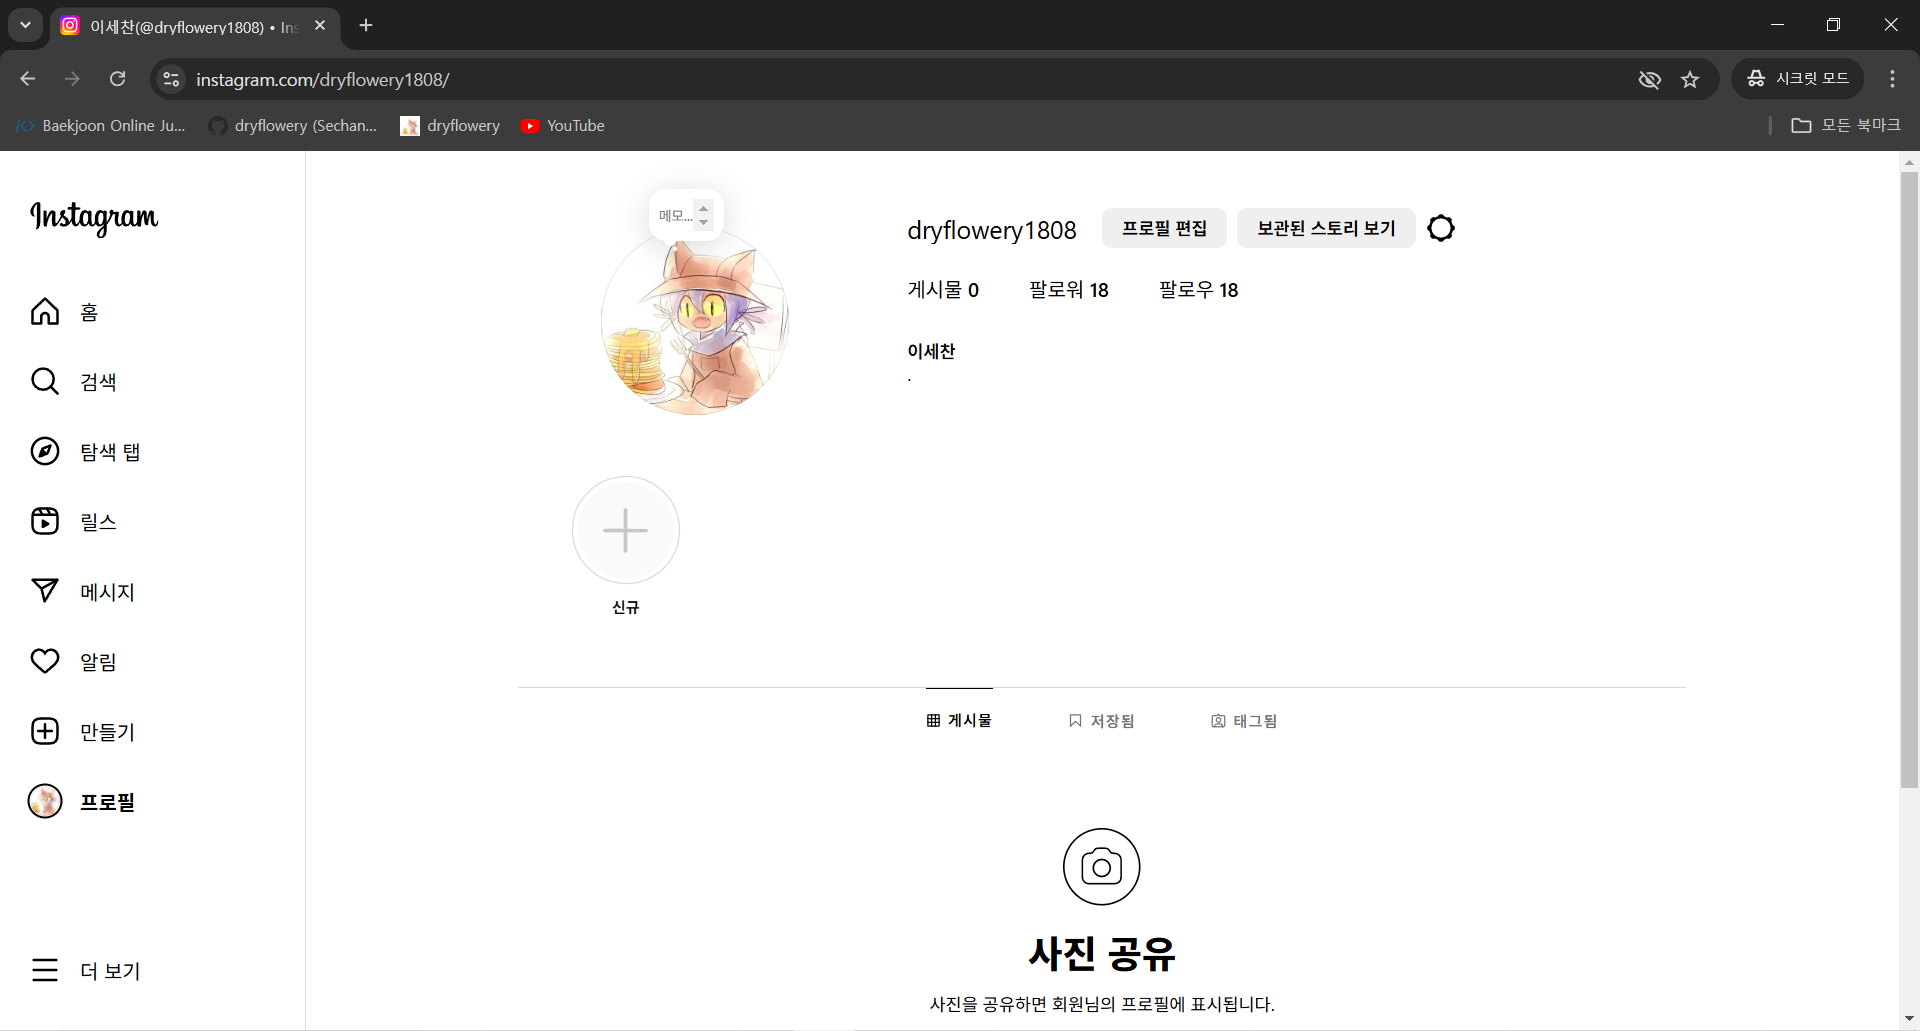 이세찬(@dryflowery1808) • Ins
instagram.com/dryflowery1808/
시크릿 모드
Baekjoon Online Ju...
dryflowery (Sechan...
dryflowery
YouTube
모든 북마크
Instagram
홈
검색
탐색 탭
릴스
메시지
알림
만들기
프로필
더 보기
메모...
dryflowery1808
프로필 편집
보관된 스토리 보기
게시물 0
팔로워 18
팔로우 18
이세찬
.
신규
게시물
저장됨
태그됨
사진 공유
사진을 공유하면 회원님의 프로필에 표시됩니다.